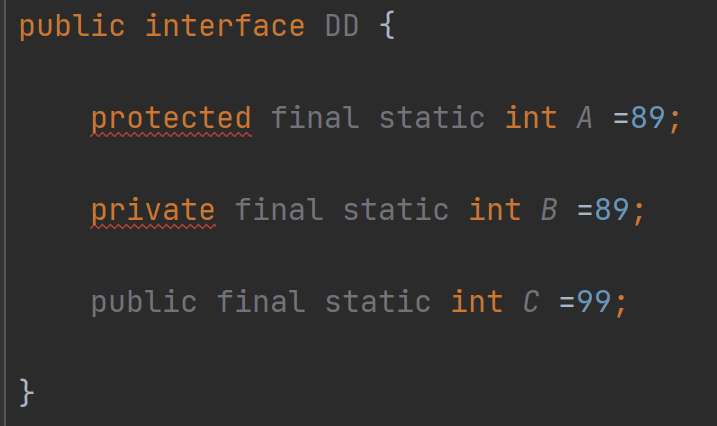 public interface DD {
protected final static int A =89;
private final static int B =89;
public final static int C =99;
}